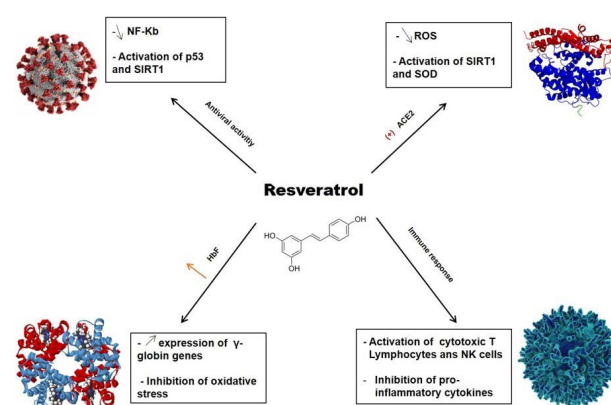 - ↘ NF-Kb
- Activation of p53
and SIRT1
- ↘ ROS
- Activation of SIRT1
and SOD
Antiviral activitiy
(+) ACE2
Resveratrol
HO
OH
OH
HbF
Immune response
- ↗ expression of γ-
globin genes
- Inhibition of oxidative
stress
- Activation of cytotoxic T
Lymphocytes ans NK cells
- Inhibition of pro-
inflammatory cytokines